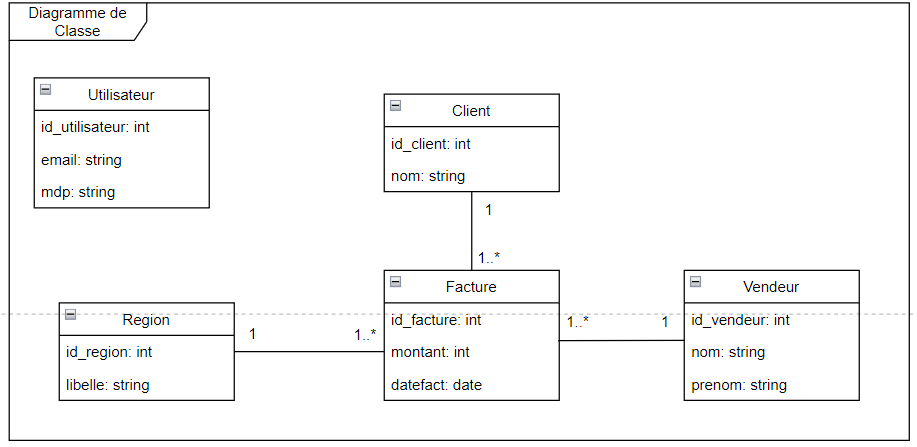 Diagramme de
Classe
Utilisateur
id_utilisateur: int
email: string
mdp: string
Client
id_client: int
nom: string
1
1..*
Facture
id_facture: int
montant: int
datefact: date
Region
id_region: int
libelle: string
1
1..*
1..*
1
Vendeur
id_vendeur: int
nom: string
prenom: string